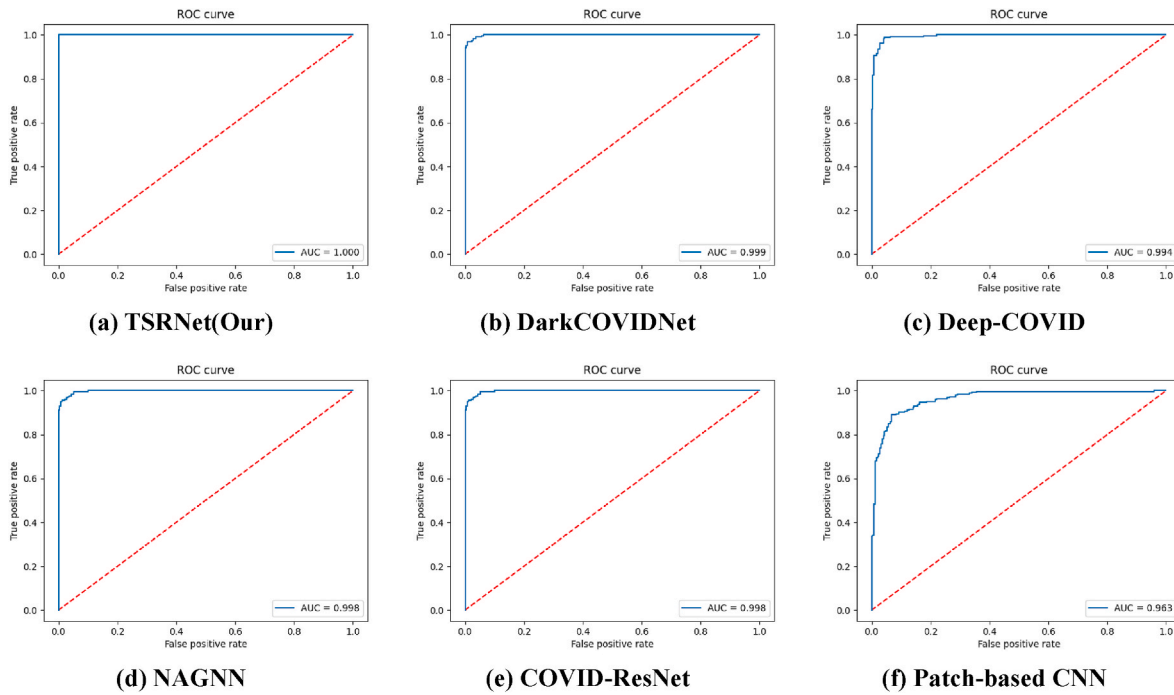 ROC curve
1.0
0.8
0.6
0.4
0.2
0.0
True positive rate
AUC = 1.000
0.0 0.2 0.4 0.6 0.8 1.0
False positive rate
(a) TSRNet(Our)
ROC curve
1.0
0.8
0.6
0.4
0.2
0.0
True positive rate
AUC = 0.999
0.0 0.2 0.4 0.6 0.8 1.0
False positive rate
(b) DarkCOVIDNet
ROC curve
1.0
0.8
0.6
0.4
0.2
0.0
True positive rate
AUC = 0.994
0.0 0.2 0.4 0.6 0.8 1.0
False positive rate
(c) Deep-COVID
ROC curve
1.0
0.8
0.6
0.4
0.2
0.0
True positive rate
AUC = 0.998
0.0 0.2 0.4 0.6 0.8 1.0
False positive rate
(d) NAGNN
ROC curve
1.0
0.8
0.6
0.4
0.2
0.0
True positive rate
AUC = 0.998
0.0 0.2 0.4 0.6 0.8 1.0
False positive rate
(e) COVID-ResNet
ROC curve
1.0
0.8
0.6
0.4
0.2
0.0
True positive rate
AUC = 0.963
0.0 0.2 0.4 0.6 0.8 1.0
False positive rate
(f) Patch-based CNN